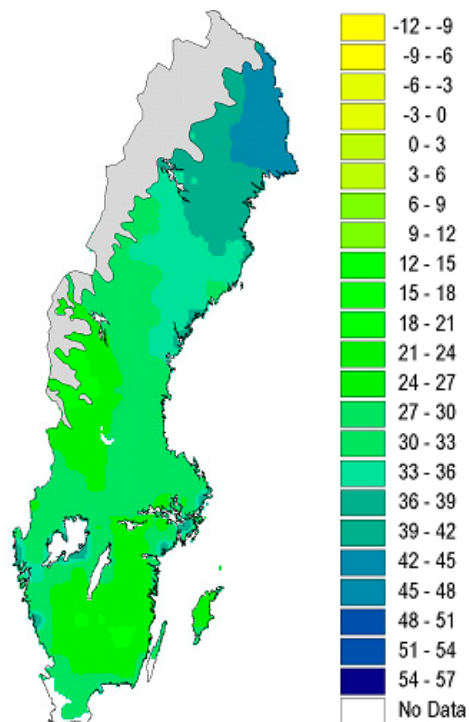 -12 - -9
-9 - -6
-6 - -3
-3 - 0
0 - 3
3 - 6
6 - 9
9 - 12
12 - 15
15 - 18
18 - 21
21 - 24
24 - 27
27 - 30
30 - 33
33 - 36
36 - 39
39 - 42
42 - 45
45 - 48
48 - 51
51 - 54
54 - 57
No Data